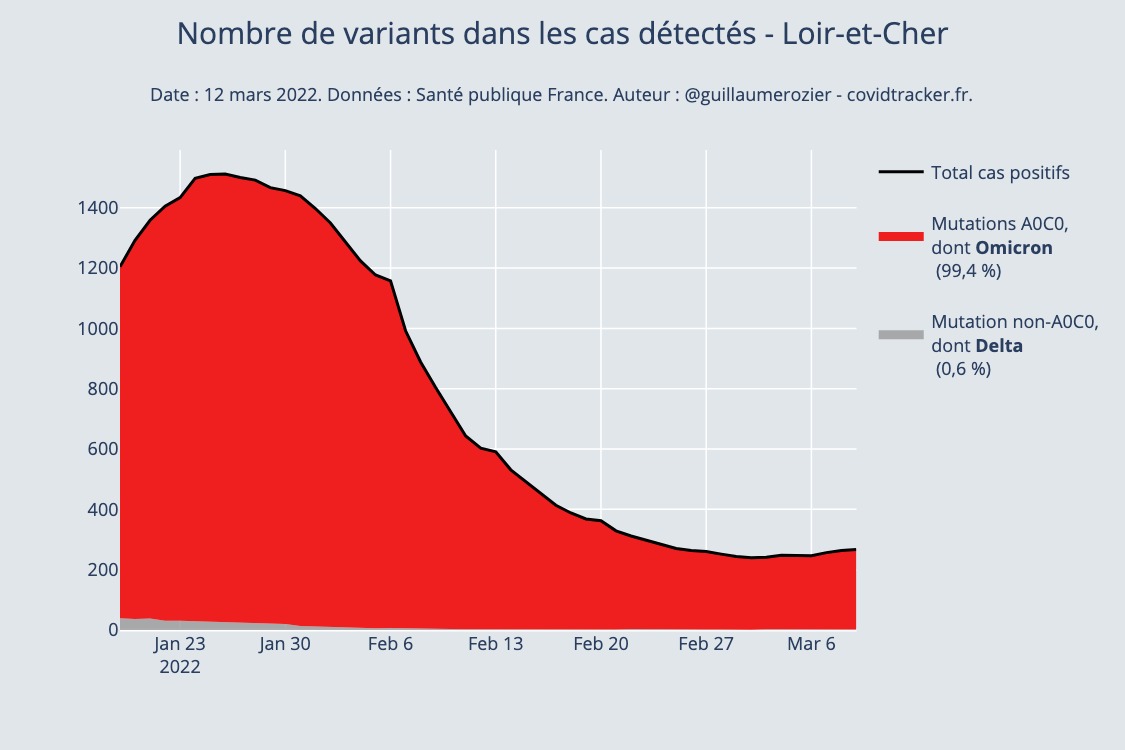 Nombre de variants dans les cas détectés - Loir-et-Cher
Date : 12 mars 2022. Données : Santé publique France. Auteur : @guillaumerozier - covidtracker.fr.
Total cas positifs
Mutations A0C0,
dont Omicron
(99,4 %)
Mutation non-A0C0,
dont Delta
(0,6 %)
1400
1200
1000
800
600
400
200
0
Jan 23 Jan 30 Feb 6 Feb 13 Feb 20 Feb 27 Mar 6
2022